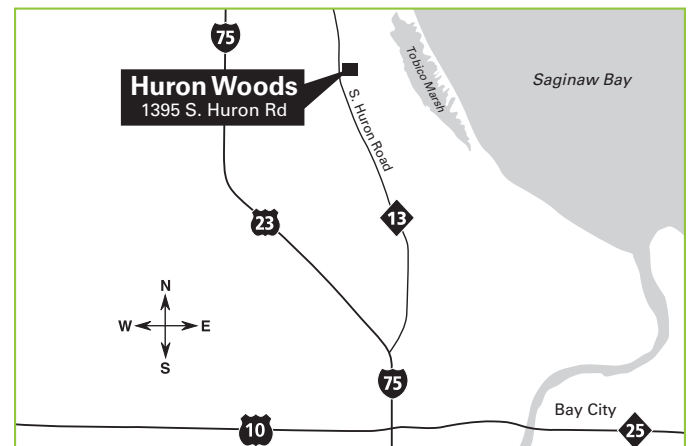 75
Huron Woods
1395 S. Huron Rd
S. Huron Road
Tobico Marsh
Saginaw Bay
23
13
N
W
E
S
75
Bay City
10
25